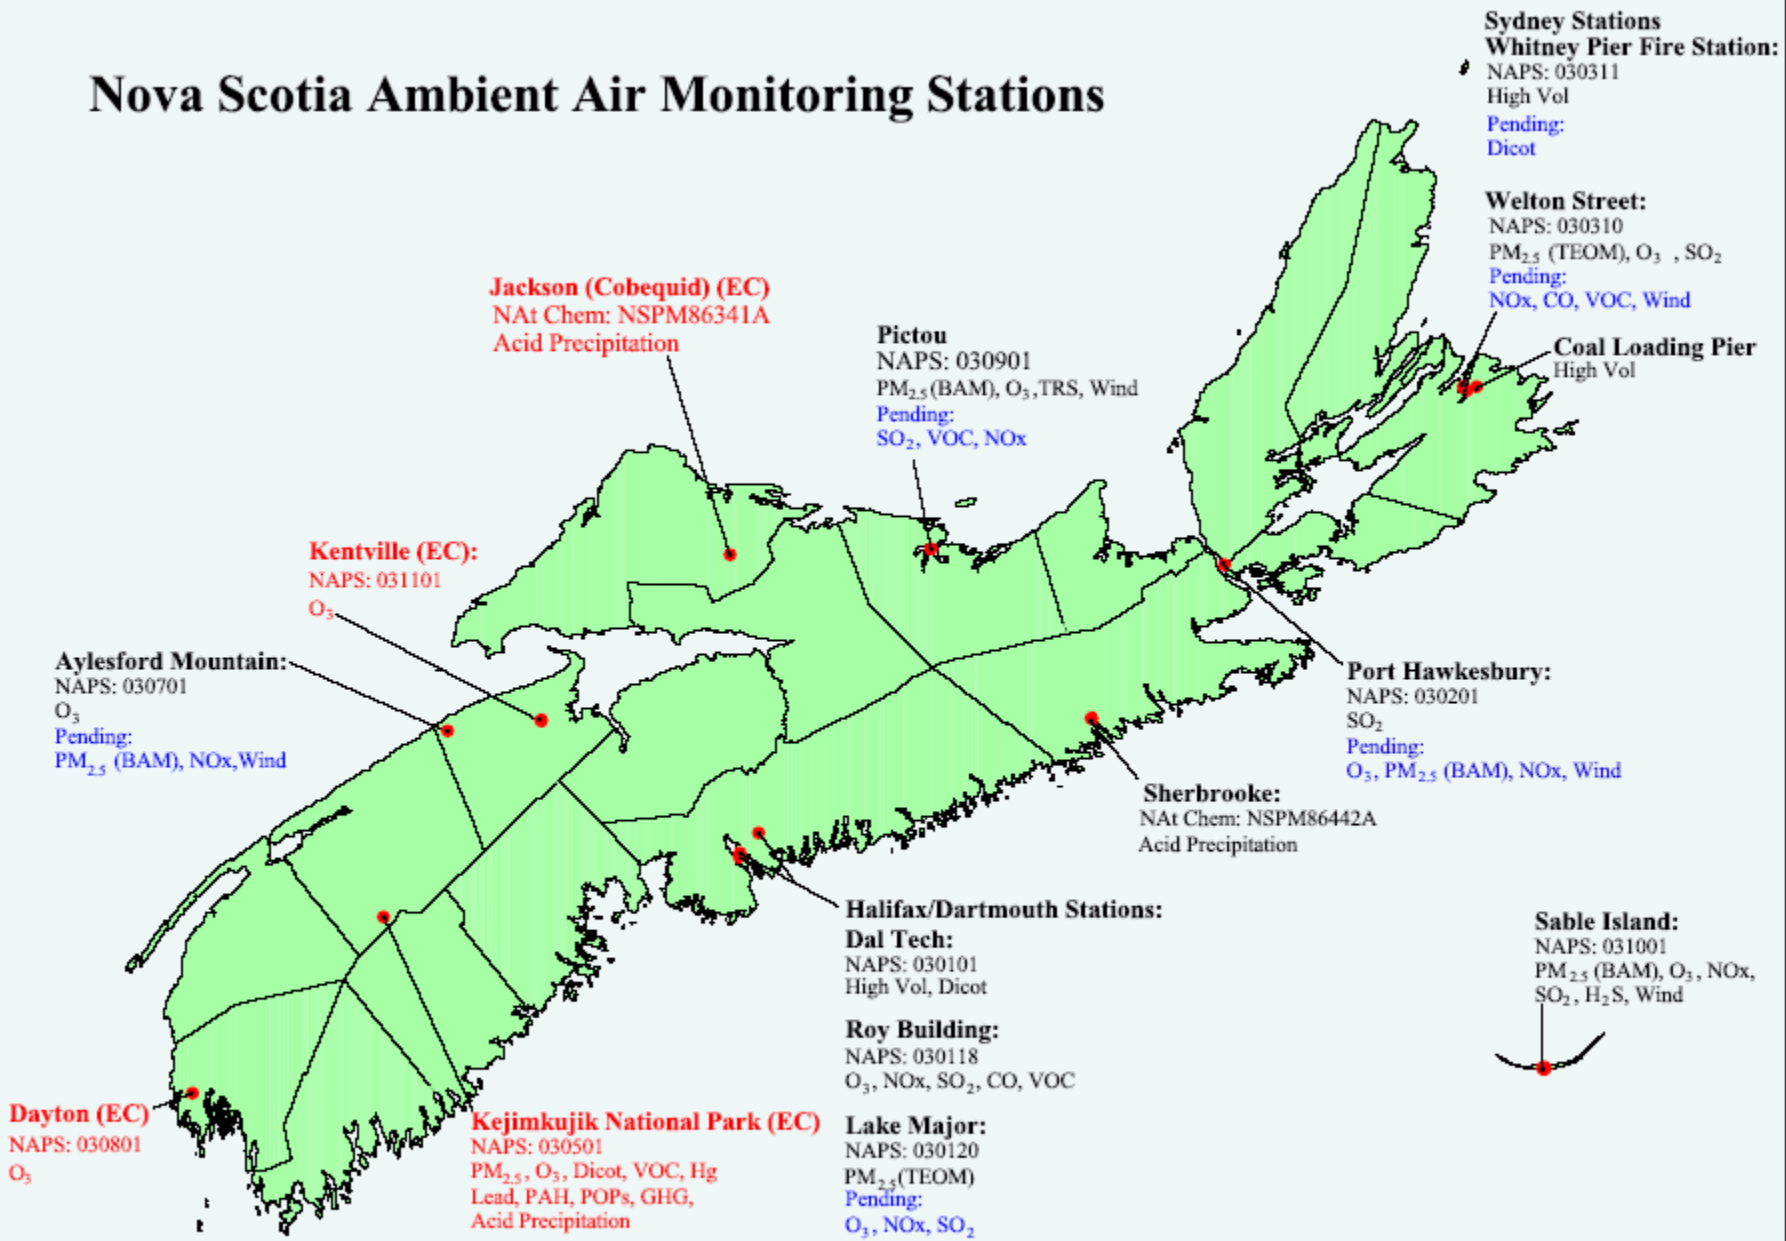 Nova Scotia Ambient Air Monitoring Stations
Sydney Stations
Whitney Pier Fire Station:
NAPS: 030311
High Vol
Pending:
Dicot
Welton Street:
NAPS: 030310
PM2.5 (TEOM), O3 , SO2
Pending:
NOx, CO, VOC, Wind
Coal Loading Pier
High Vol
Jackson (Cobequid) (EC)
NAt Chem: NSPM86341A
Acid Precipitation
Pictou
NAPS: 030901
PM2.5(BAM), O3,TRS, Wind
Pending:
SO2, VOC, NOx
Kentville (EC):
NAPS: 031101
O3
Aylesford Mountain:
NAPS: 030701
O3
Pending:
PM2.5 (BAM), NOx,Wind
Port Hawkesbury:
NAPS: 030201
SO2
Pending:
O3, PM2.5 (BAM), NOx, Wind
Sherbrooke:
NAt Chem: NSPM86442A
Acid Precipitation
Halifax/Dartmouth Stations:
Dal Tech:
NAPS: 030101
High Vol, Dicot
Roy Building:
NAPS: 030118
O3, NOx, SO2, CO, VOC
Lake Major:
NAPS: 030120
PM2.5(TEOM)
Pending:
O3, NOx, SO2
Sable Island:
NAPS: 031001
PM2.5 (BAM), O3, NOx,
SO2, H2S, Wind
Dayton (EC)
NAPS: 030801
O3
Kejimkujik National Park (EC)
NAPS: 030501
PM2.5, O3, Dicot, VOC, Hg
Lead, PAH, POPs, GHG,
Acid Precipitation